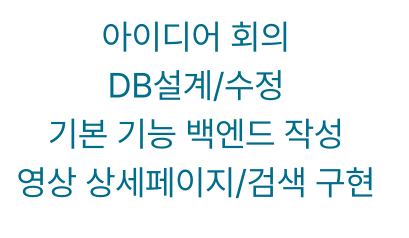 아이디어 회의
DB설계/수정
기본 기능 백엔드 작성
영상 상세페이지/검색 구현